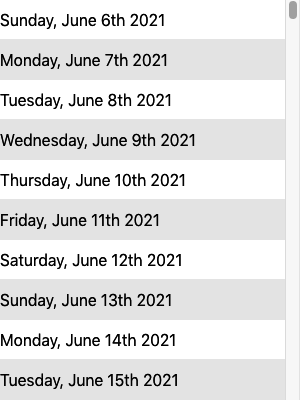 Sunday, June 6th 2021
Monday, June 7th 2021
Tuesday, June 8th 2021
Wednesday, June 9th 2021
Thursday, June 10th 2021
Friday, June 11th 2021
Saturday, June 12th 2021
Sunday, June 13th 2021
Monday, June 14th 2021
Tuesday, June 15th 2021